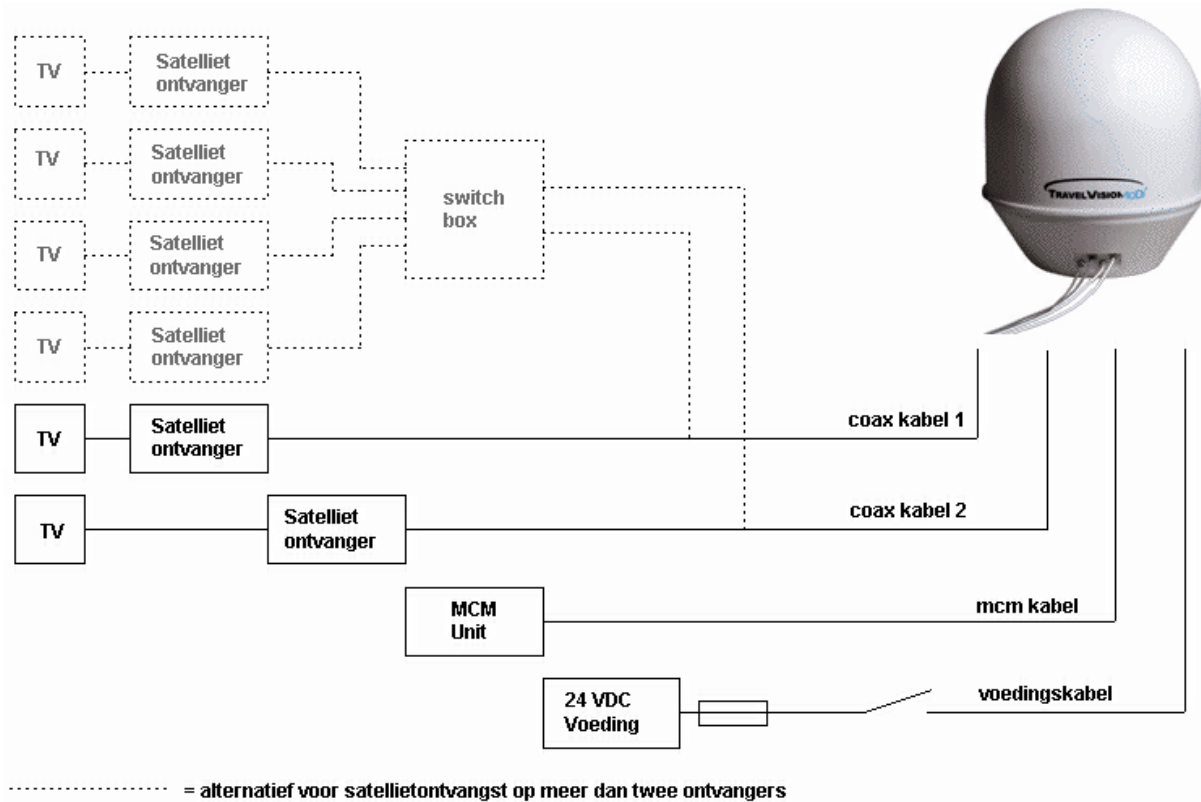 TV
Satelliet
ontvanger
TV
Satelliet
ontvanger
switch
box
TRAVELVISION
TV
Satelliet
ontvanger
TV
Satelliet
ontvanger
TV
Satelliet
ontvanger
coax kabel 1
TV
Satelliet
ontvanger
coax kabel 2
MCM
Unit
mcm kabel
24 VDC
Voeding
voedingskabel
= alternatief voor satellietontvangst op meer dan twee ontvangers